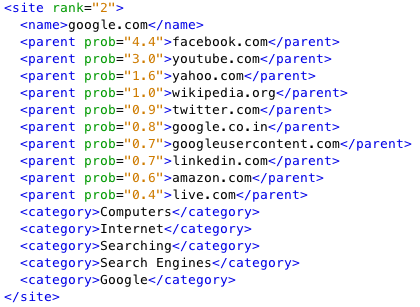 <site rank="2">
  <name>google.com</name>
  <parent prob="4.4">facebook.com</parent>
  <parent prob="3.0">youtube.com</parent>
  <parent prob="1.6">yahoo.com</parent>
  <parent prob="1.0">wikipedia.org</parent>
  <parent prob="0.9">twitter.com</parent>
  <parent prob="0.8">google.co.in</parent>
  <parent prob="0.7">googleusercontent.com</parent>
  <parent prob="0.7">linkedin.com</parent>
  <parent prob="0.6">amazon.com</parent>
  <parent prob="0.4">live.com</parent>
  <category>Computers</category>
  <category>Internet</category>
  <category>Searching</category>
  <category>Search Engines</category>
  <category>Google</category>
</site>